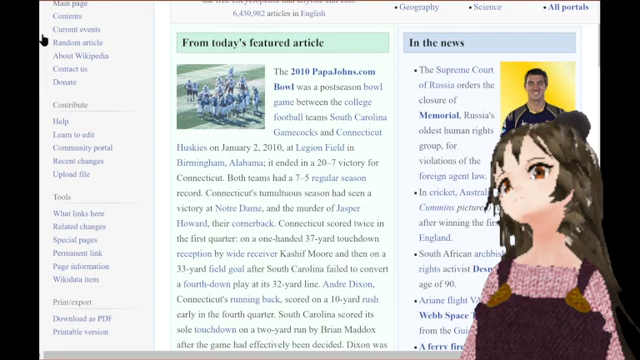 Main page
Contents
Current events
Random article
About Wikipedia
Contact us
Donate
Contribute
Help
Learn to edit
Community portal
Recent changes
Upload file
Tools
What links here
Related changes
Special pages
Permanent link
Page information
Wikidata item
Print/export
Download as PDF
Printable version
6,430,982 articles in English
• Geography
• Science
• All portals
From today's featured article
The 2010 PapaJohns.com
Bowl was a postseason bowl
game between the college
football teams South Carolina
Gamecocks and Connecticut
Huskies on January 2, 2010, at Legion Field in
Birmingham, Alabama; it ended in a 20–7 victory for
Connecticut. Both teams had a 7–5 regular season
record. Connecticut's tumultuous season had seen a
victory at Notre Dame, and the murder of Jasper
Howard, their cornerback. Connecticut scored twice in
the first quarter: on a one-handed 37-yard touchdown
reception by wide receiver Kashif Moore and then on a
33-yard field goal after South Carolina failed to convert
a fourth-down play at its 32-yard line. Andre Dixon,
Connecticut's running back, scored on a 10-yard rush
early in the fourth quarter. South Carolina scored its
sole touchdown on a two-yard run by Brian Maddox
after the game had effectively been decided. Dixon was
In the news
• The Supreme Court
of Russia orders the
closure of
Memorial, Russia's
oldest human rights
group, for
violations of the
foreign agent law.
• In cricket,
Cummins
after winning the
England.
• South African
rights activist
age of 90.
• Ariane flight
Webb Space
from the
• A ferry